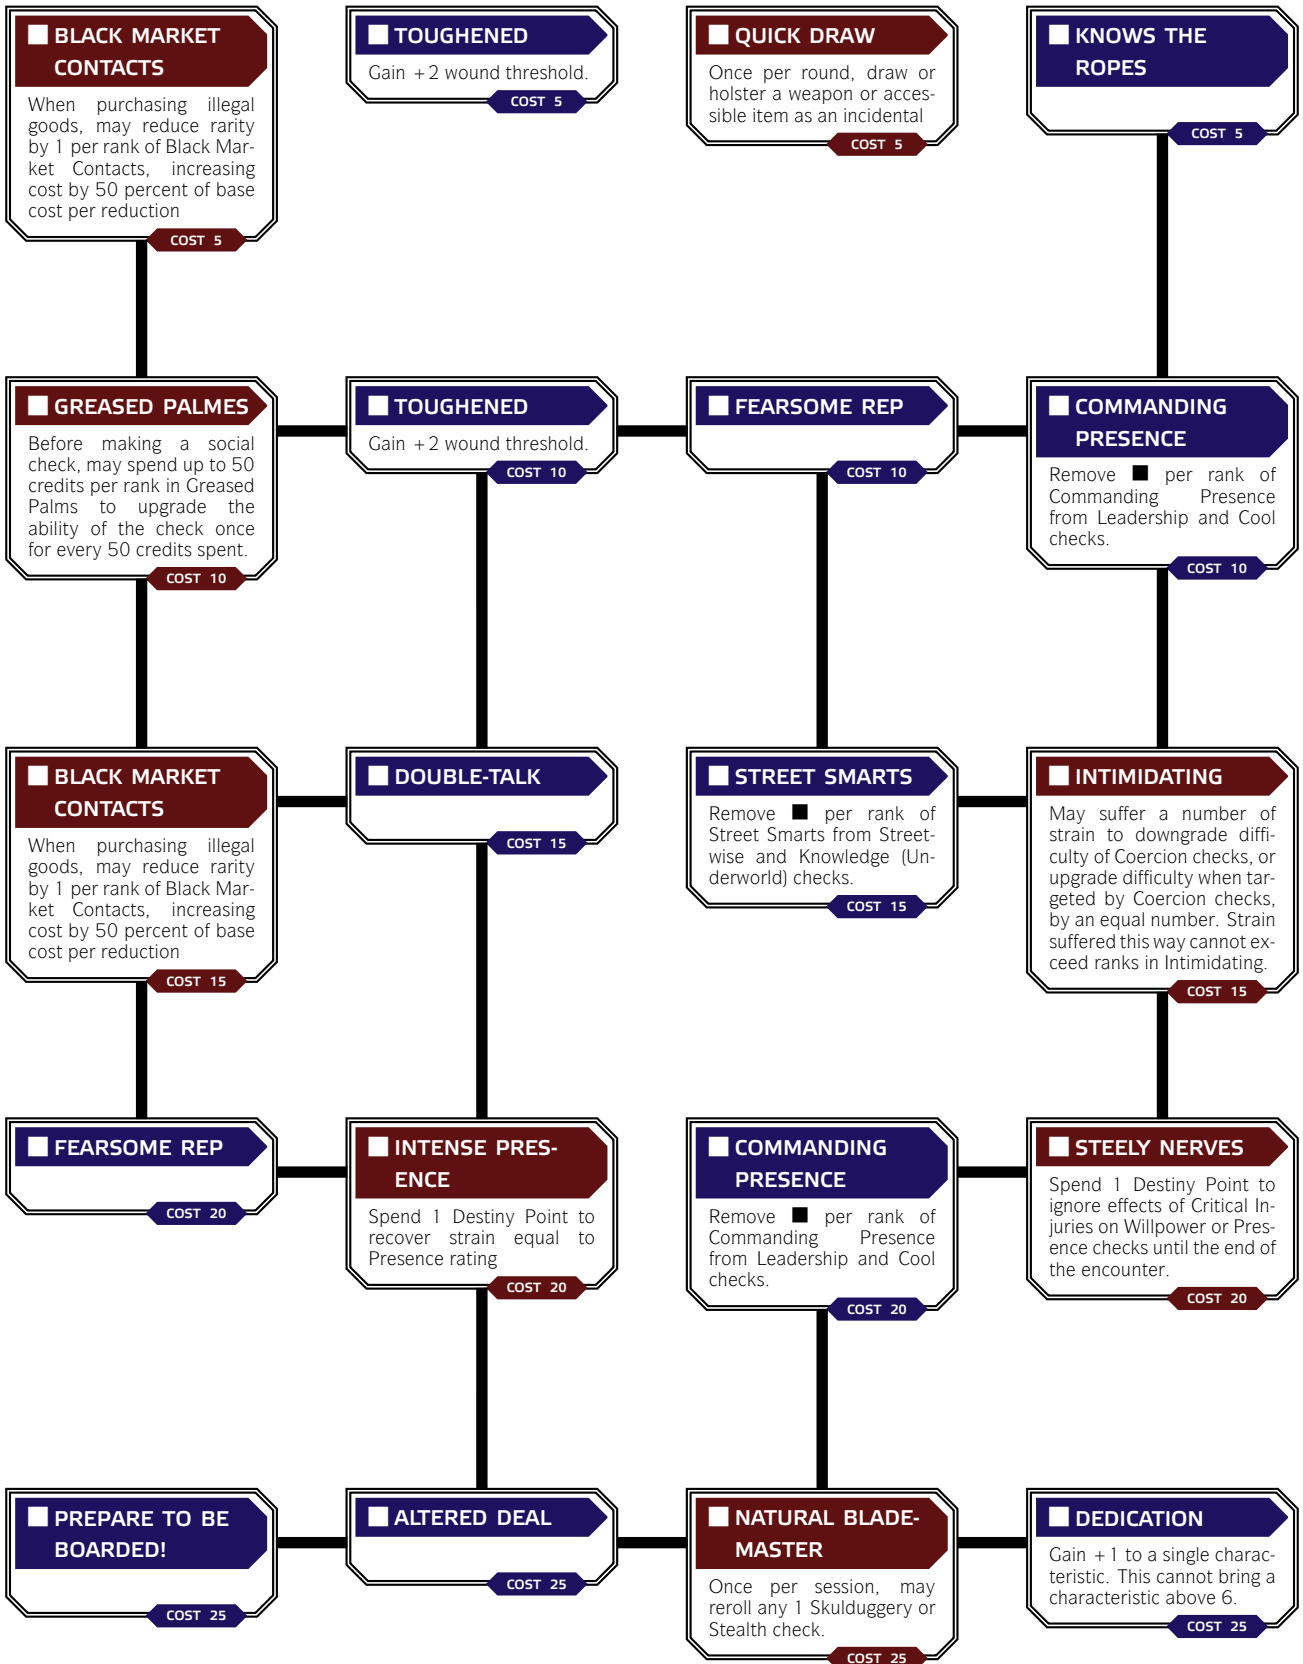 BLACK MARKET
CONTACTS
When purchasing illegal
goods, may reduce rarity
by 1 per rank of Black Mar-
ket Contacts, increasing
cost by 50 percent of base
cost per reduction
COST 5
TOUGHENED
Gain +2 wound threshold.
COST 5
QUICK DRAW
Once per round, draw or
holster a weapon or acces-
sible item as an incidental
COST 5
KNOWS THE
ROPES
COST 5
GREASED PALMES
Before making a social
check, may spend up to 50
credits per rank in Greased
Palms to upgrade the
ability of the check once
for every 50 credits spent.
COST 10
TOUGHENED
Gain +2 wound threshold.
COST 10
FEARSOME REP
COST 10
COMMANDING
PRESENCE
Remove ■ per rank of
Commanding Presence
from Leadership and Cool
checks.
COST 10
BLACK MARKET
CONTACTS
When purchasing illegal
goods, may reduce rarity
by 1 per rank of Black Mar-
ket Contacts, increasing
cost by 50 percent of base
cost per reduction
COST 15
DOUBLE-TALK
COST 15
STREET SMARTS
Remove ■ per rank of
Street Smarts from Street-
wise and Knowledge (Un-
derworld) checks.
COST 15
INTIMIDATING
May suffer a number of
strain to downgrade diffi-
culty of Coercion checks, or
upgrade difficulty when tar-
geted by Coercion checks,
by an equal number. Strain
suffered this way cannot ex-
ceed ranks in Intimidating.
COST 15
FEARSOME REP
COST 20
INTENSE PRES-
ENCE
Spend 1 Destiny Point to
recover strain equal to
Presence rating
COST 20
COMMANDING
PRESENCE
Remove ■ per rank of
Commanding Presence
from Leadership and Cool
checks.
COST 20
STEELY NERVES
Spend 1 Destiny Point to
ignore effects of Critical In-
juries on Willpower or Pres-
ence checks until the end of
the encounter.
COST 20
PREPARE TO BE
BOARDED!
COST 25
ALTERED DEAL
COST 25
NATURAL BLADE-
MASTER
Once per session, may
reroll any 1 Skulduggery or
Stealth check.
COST 25
DEDICATION
Gain +1 to a single charac-
teristic. This cannot bring a
characteristic above 6.
COST 25